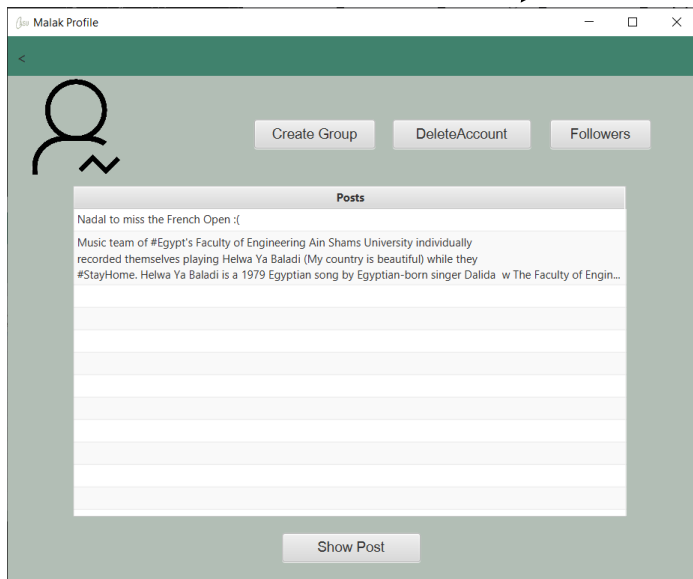 Malak Profile
<
Create Group
DeleteAccount
Followers
Posts
Nadal to miss the French Open :(
Music team of #Egypt's Faculty of Engineering Ain Shams University individually
recorded themselves playing Helwa Ya Baladi (My country is beautiful) while they
#StayHome. Helwa Ya Baladi is a 1979 Egyptian song by Egyptian-born singer Dalida  w The Faculty of Engin...
Show Post